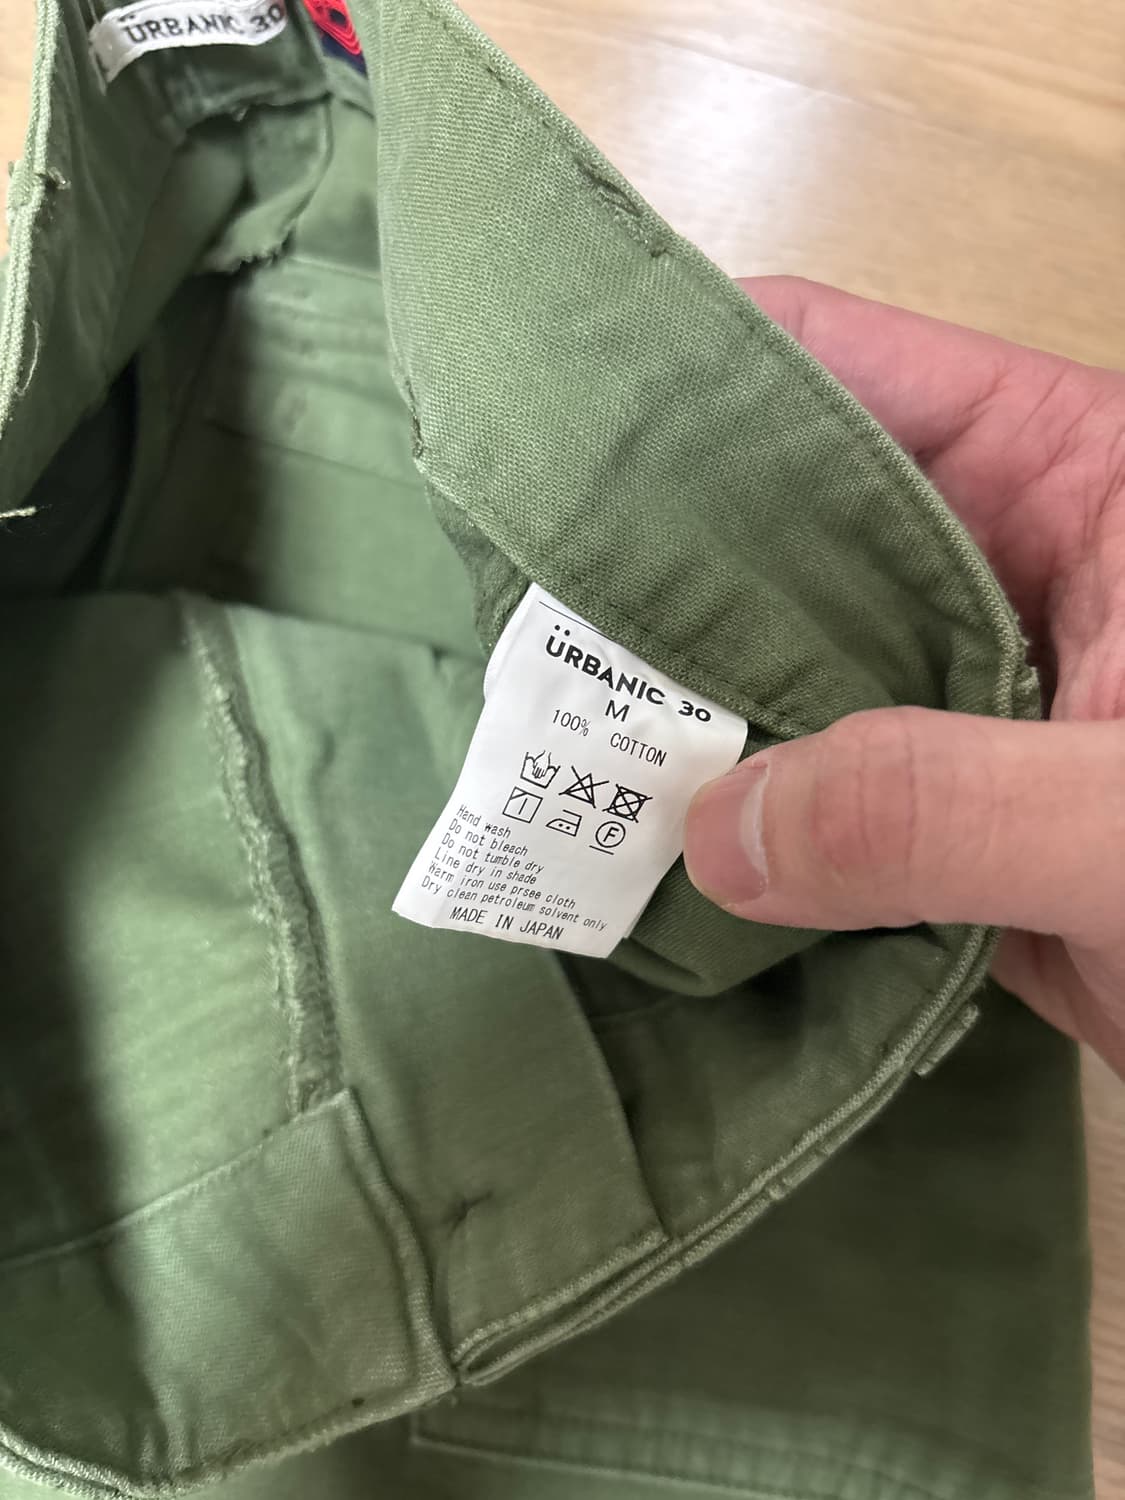 ÜRBANIC 30
ÜRBANIC 30
M
100% COTTON
F
Hand wash
Do not bleach
Do not tumble dry
Line dry in shade
Warm iron use prsee cloth
Dry clean petroleum solvent only
MADE IN JAPAN